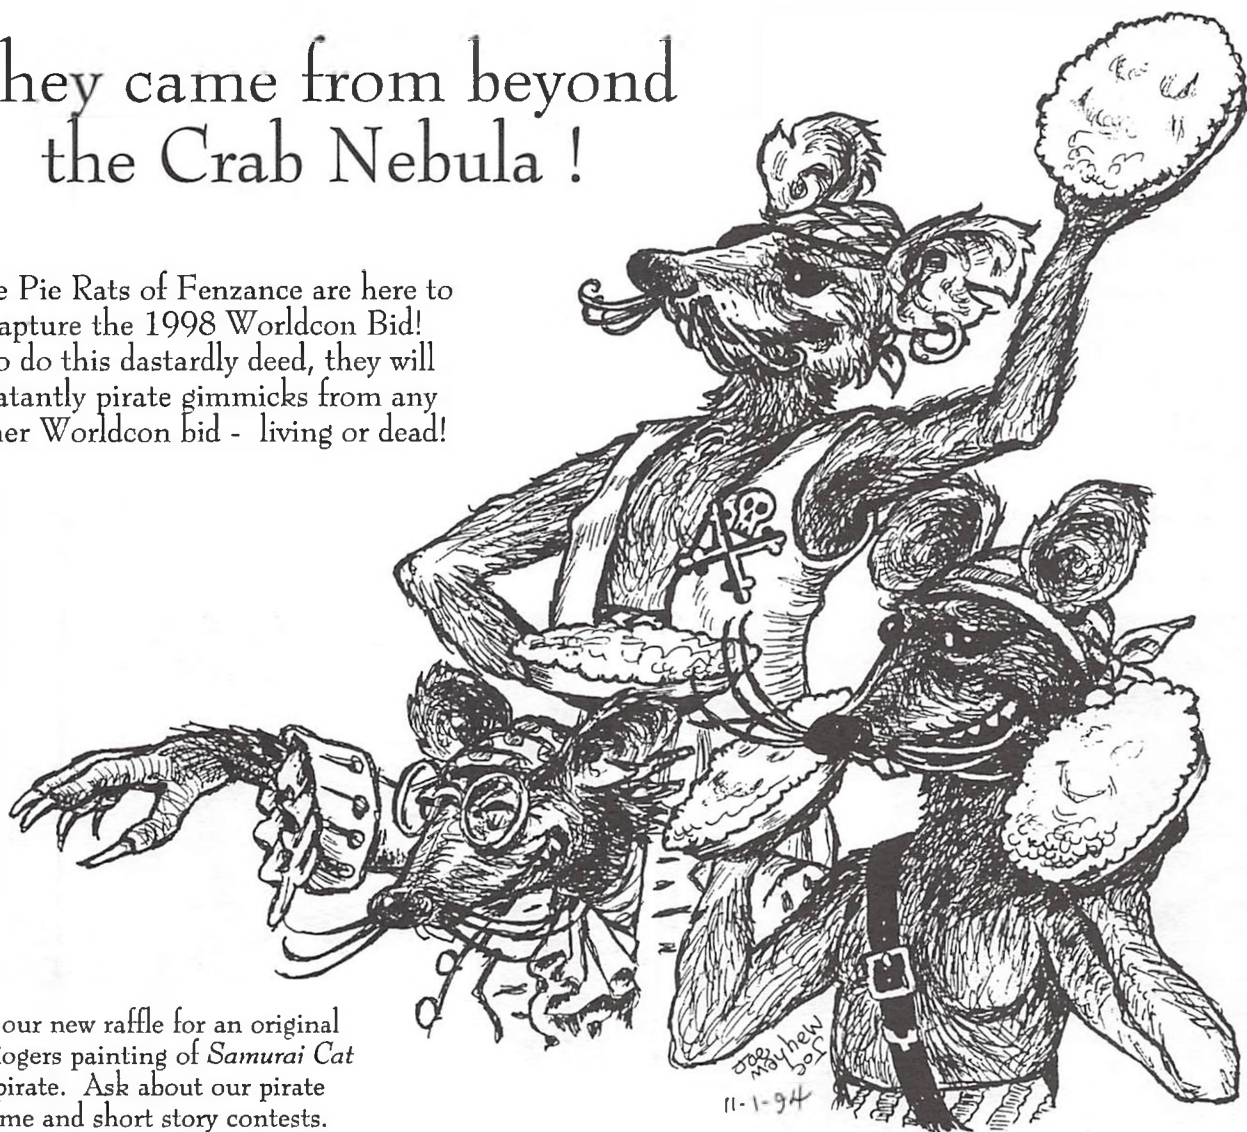 hey came from beyond
the Crab Nebula !
e Pie Rats of Fenzance are here to
apture the 1998 Worldcon Bid!
o do this dastardly deed, they will
atantly pirate gimmicks from any
er Worldcon bid - living or dead!
our new raffle for an original
ogers painting of Samurai Cat
pirate. Ask about our pirate
me and short story contests.
Joe
Mayhew
11-1-94